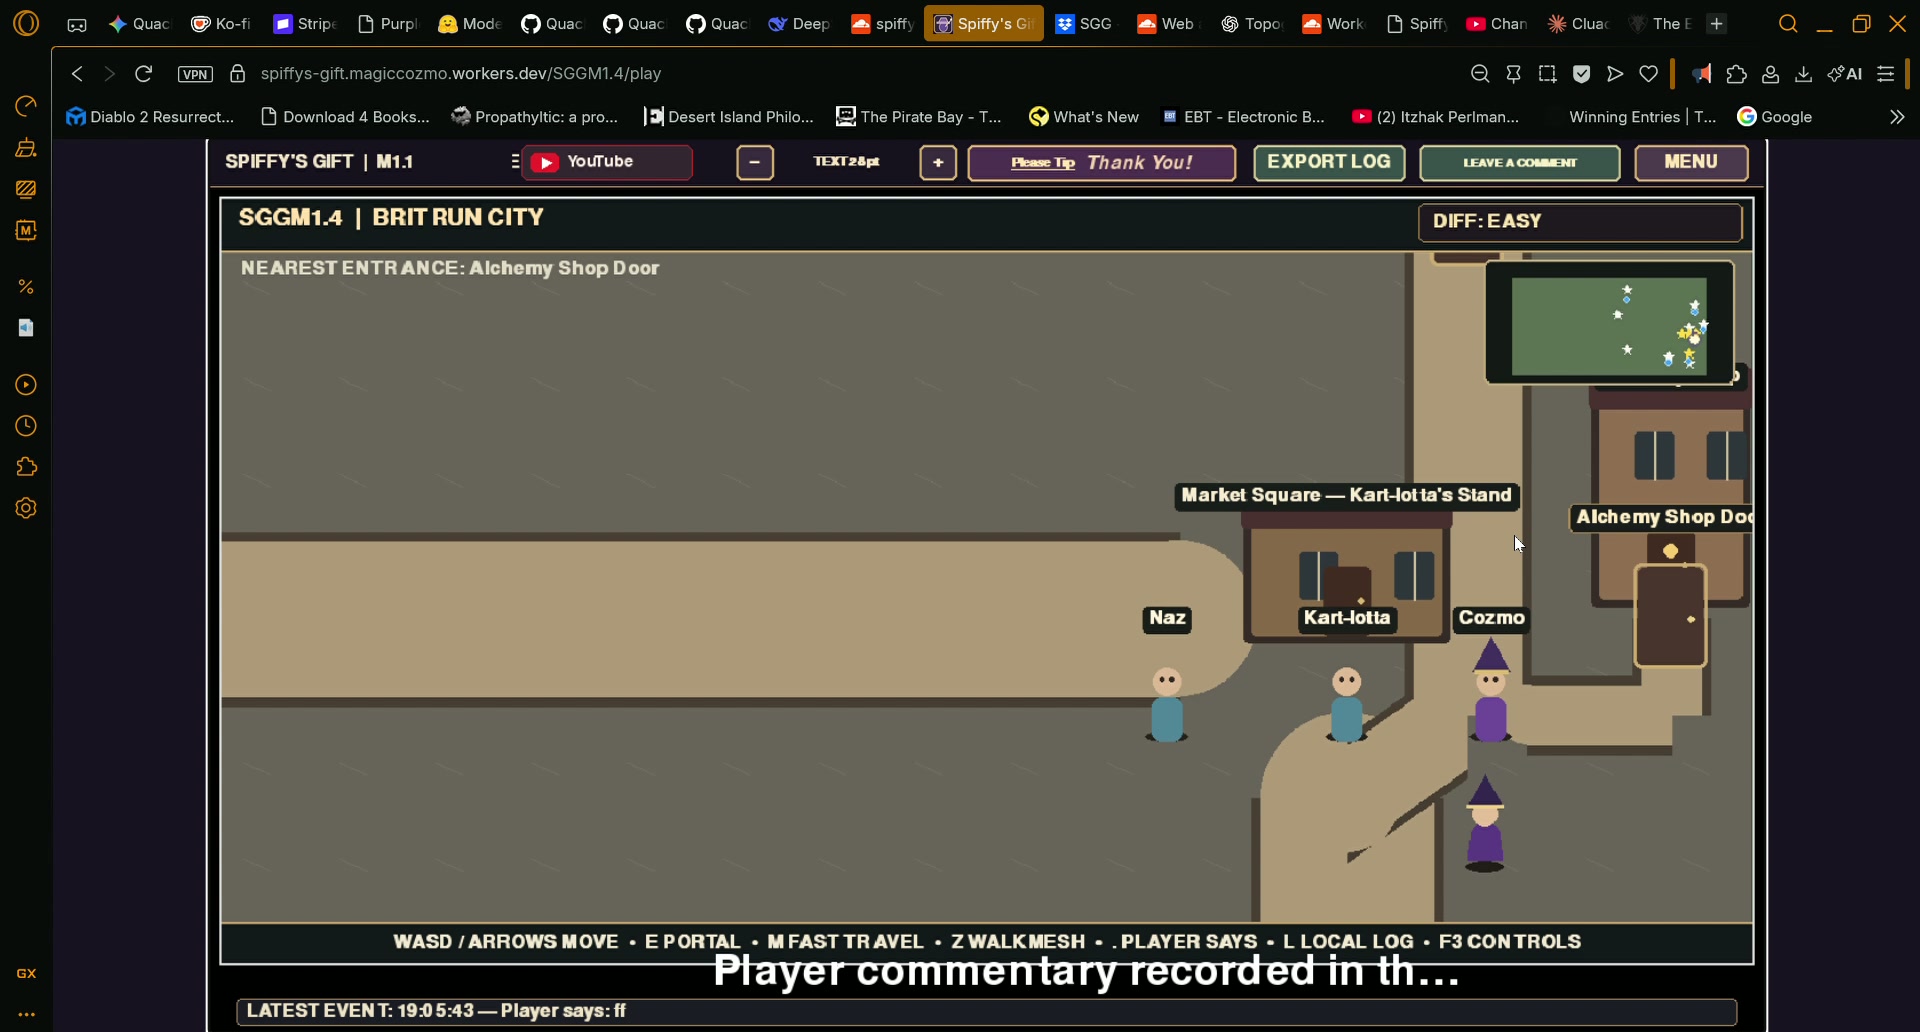 Quac
Ko-fi
Stripe
Purpl
Mode
Quac
Quac
Quac
Deep
spiffy
Spiffy's Gi
SGG
Web
Topo
Work
Spiffy
Chan
Cluac
The E
VPN
spiffys-gift.magiccozmo.workers.dev/SGGM1.4/play
AI
Diablo 2 Resurrect...
Download 4 Books...
Propathyltic: a pro...
Desert Island Philo...
The Pirate Bay - T...
What's New
EBT - Electronic B...
(2) Itzhak Perlman...
Winning Entries | T...
Google
SPIFFY'S GIFT | M1.1
YouTube
−
TEXT 28pt
+
Please Tip Thank You!
EXPORT LOG
LEAVE A COMMENT
MENU
SGGM1.4 | BRIT RUN CITY
DIFF: EASY
NEAREST ENTRANCE: Alchemy Shop Door
Market Square — Kart-lotta's Stand
Alchemy Shop Doo
Naz
Kart-lotta
Cozmo
WASD / ARROWS MOVE • E PORTAL • M FAST TRAVEL • Z WALKMESH • . PLAYER SAYS • L LOCAL LOG • F3 CONTROLS
Player commentary recorded in th...
LATEST EVENT: 19:05:43 — Player says: ff
GX